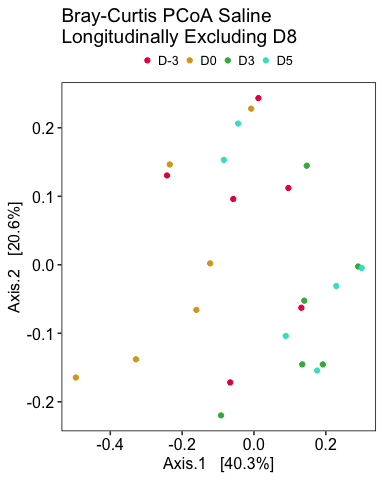 Bray-Curtis PCoA Saline
Longitudinally Excluding D8
D-3 D0 D3 D5
0.2
0.1
0.0
-0.1
-0.2
Axis.2 [20.6%]
-0.4 -0.2 0.0 0.2
Axis.1 [40.3%]